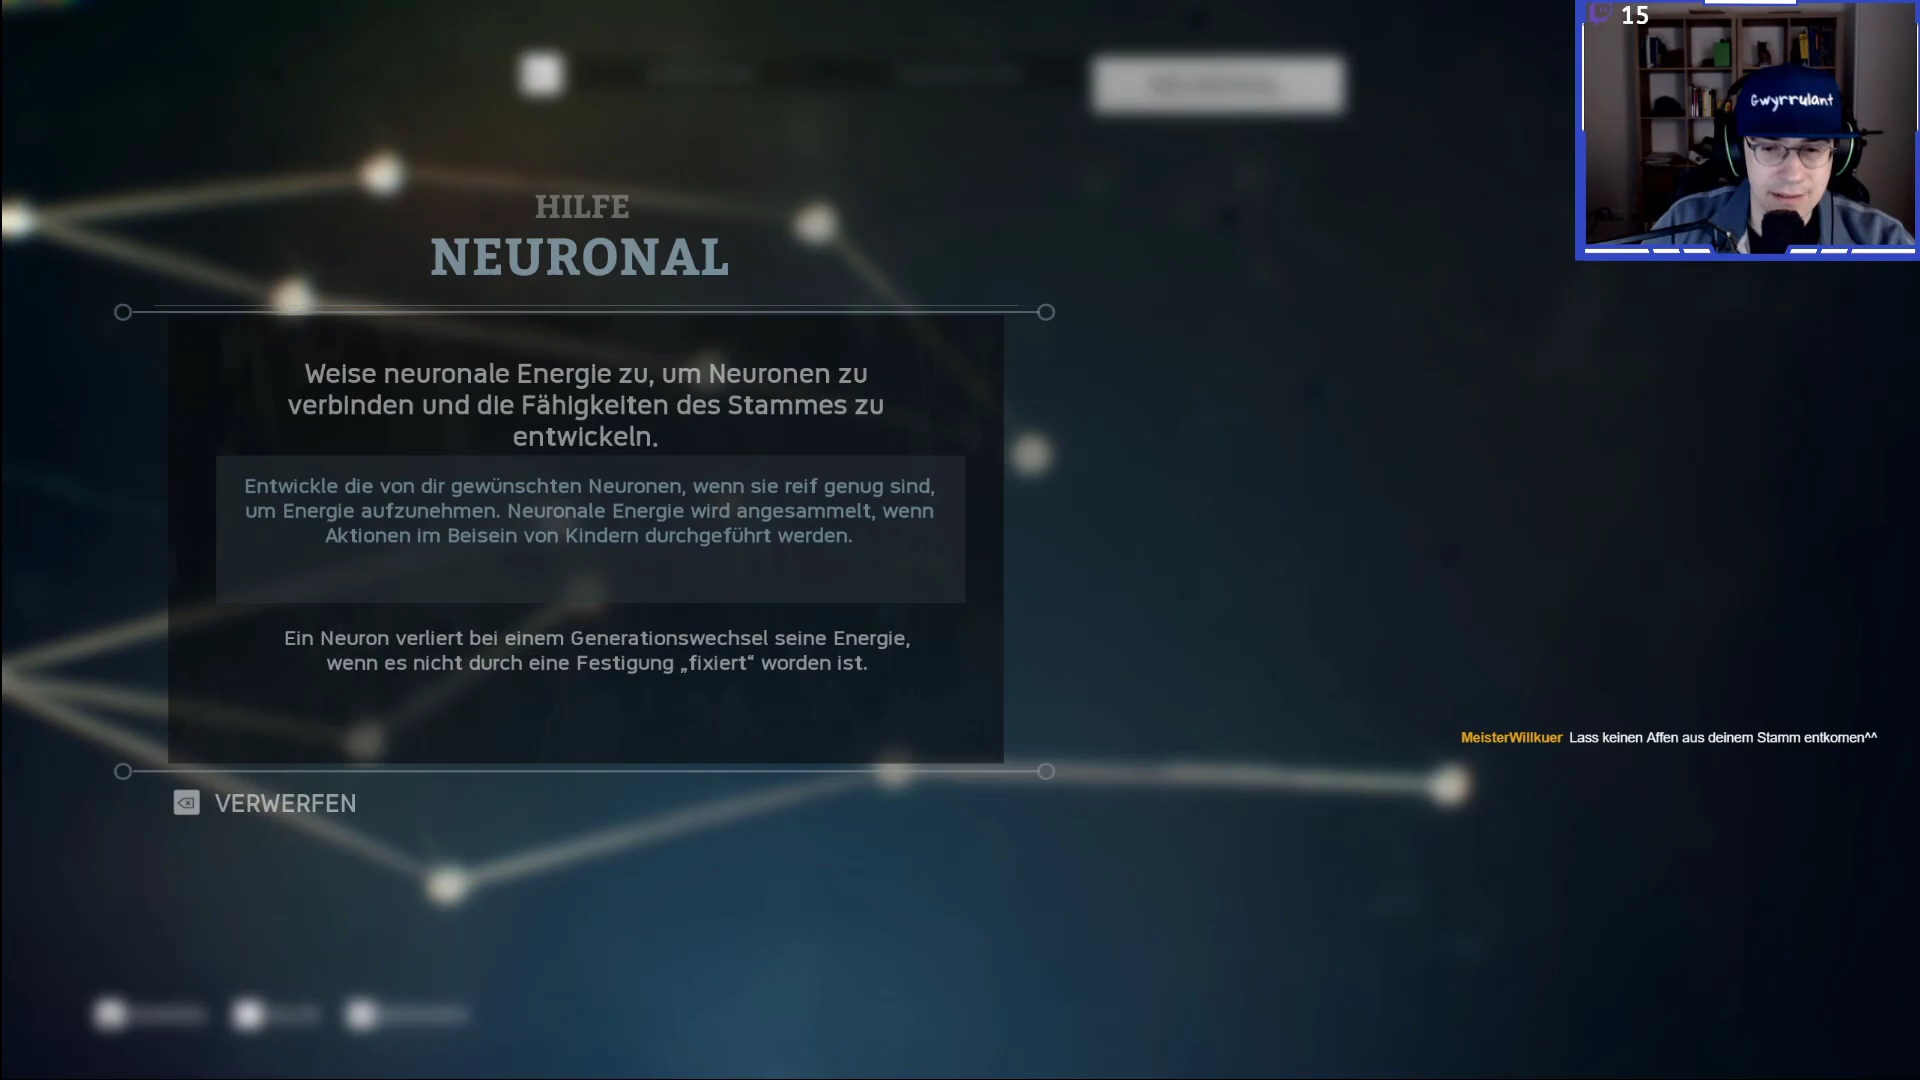 15
Gwyrrulant
HILFE
NEURONAL
Weise neuronale Energie zu, um Neuronen zu
verbinden und die Fähigkeiten des Stammes zu
entwickeln.
Entwickle die von dir gewünschten Neuronen, wenn sie reif genug sind,
um Energie aufzunehmen. Neuronale Energie wird angesammelt, wenn
Aktionen im Beisein von Kindern durchgeführt werden.
Ein Neuron verliert bei einem Generationswechsel seine Energie,
wenn es nicht durch eine Festigung „fixiert“ worden ist.
MeisterWillkuer Lass keinen Affen aus deinem Stamm entkomen^^
VERWERFEN